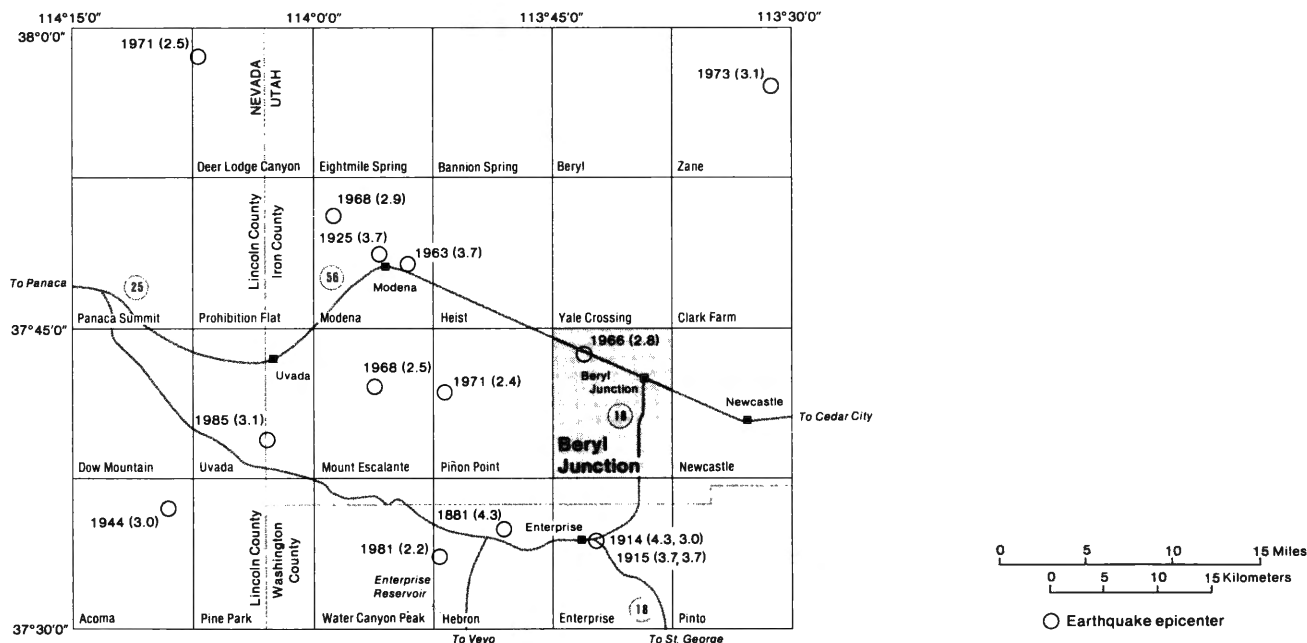 114°15'0"
114°0'0"
113°45'0"
113°30'0"
38°0'0"
1971 (2.5)
NEVADA
UTAH
1973 (3.1)
Deer Lodge Canyon
Eightmile Spring
Bannion Spring
Beryl
Zane
1968 (2.9)
1925 (3.7)
1963 (3.7)
Lincoln County
Iron County
To Panaca
25
56
Modena
Panaca Summit
Prohibition Flat
Modena
Heist
Yale Crossing
Clark Farm
37°45'0"
1966 (2.8)
Uvada
1968 (2.5)
1971 (2.4)
Beryl
Junction
Newcastle
18
To Cedar City
1985 (3.1)
Beryl
Junction
Dow Mountain
Uvada
Mount Escalante
Piñon Point
Newcastle
1944 (3.0)
Lincoln County
Washington
County
1881 (4.3)
Enterprise
1914 (4.3, 3.0)
1915 (3.7, 3.7)
1981 (2.2)
Enterprise
Reservoir
18
Acoma
Pine Park
Water Canyon Peak
Hebron
Enterprise
Pinto
37°30'0"
To Veyo
To St. George
0 5 10 15 Miles
0 5 10 15 Kilometers
Earthquake epicenter